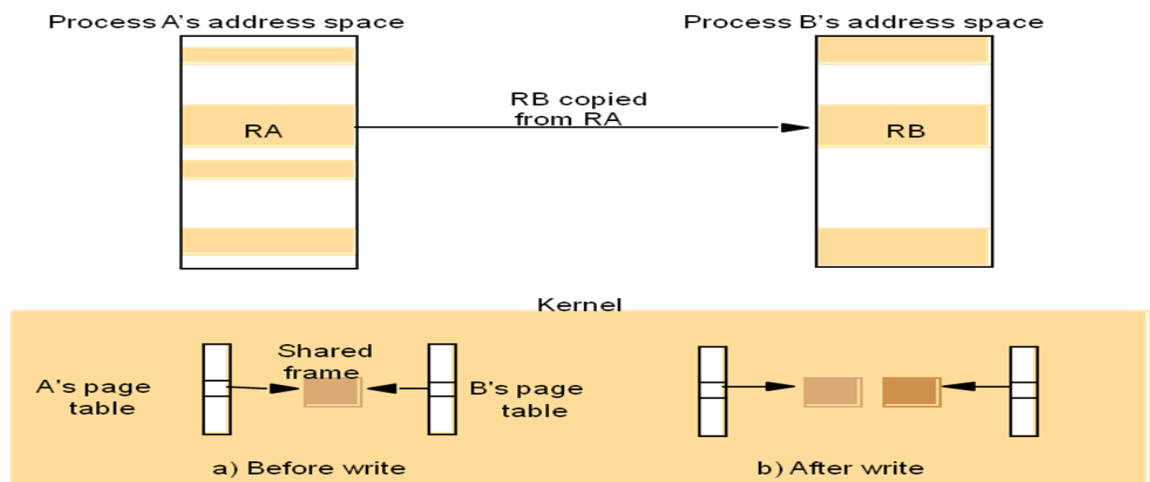 Process A's address space
Process B's address space
RB copied
from RA
RA
RB
Kernel
Shared
frame
A's page
table
B's page
table
a) Before write
b) After write